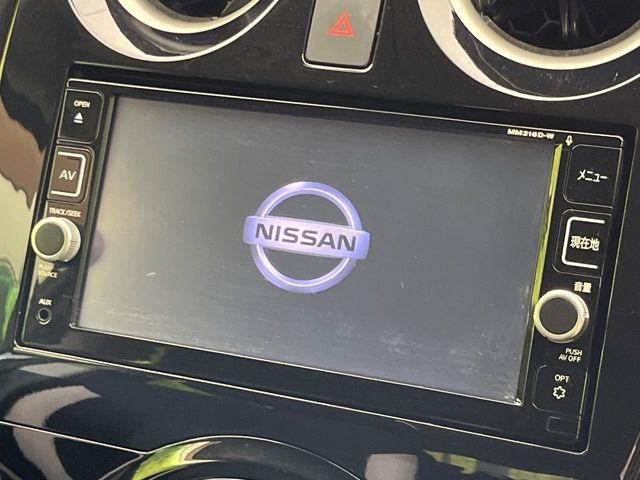 OPEN
MM316D-W
AV
メニュー
TRACK/SEEK
NISSAN
現在地
PUSH
SOURCE
音量
AUX
PUSH
AV OFF
OPT